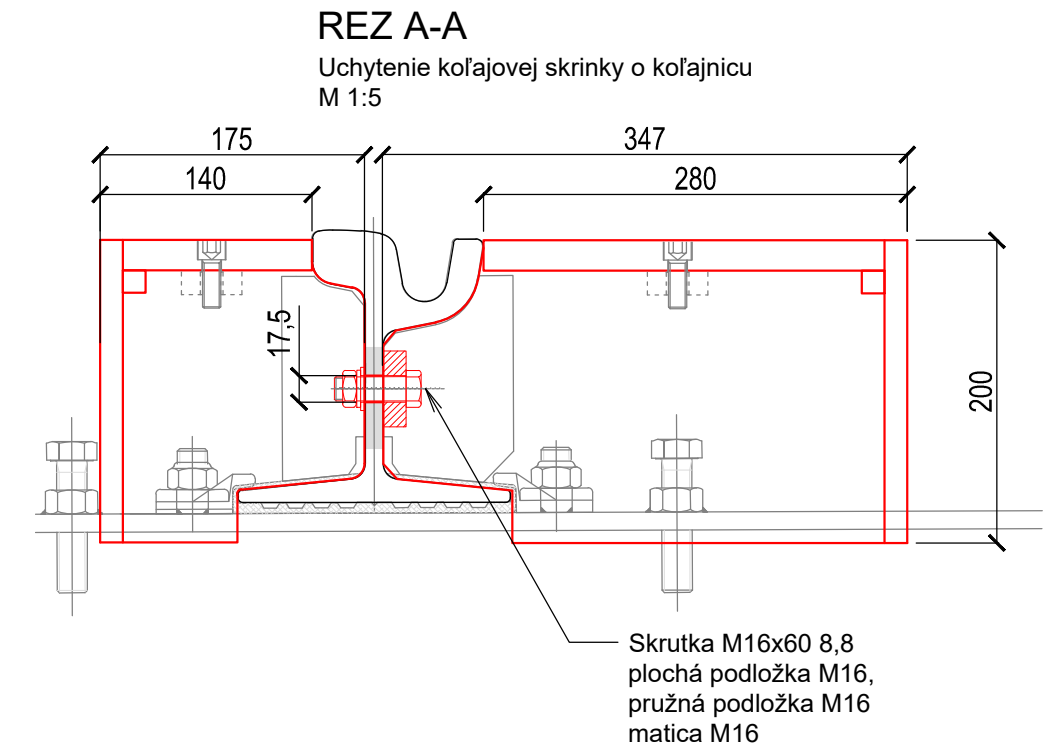 REZ A-A
Uchytenie koľajovej skrinky o koľajnicu
M 1:5
175
347
140
280
17,5
200
Skrutka M16x60 8,8
plochá podložka M16,
pružná podložka M16
matica M16